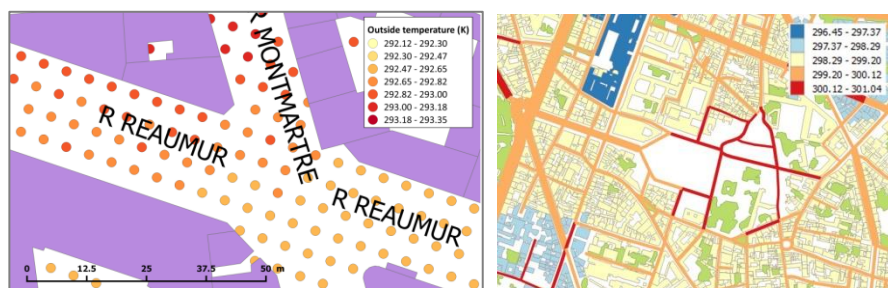 Outside temperature (K)
292.12 - 292.30
292.30 - 292.47
292.47 - 292.65
292.65 - 292.82
292.82 - 293.00
293.00 - 293.18
293.18 - 293.35
R MONTMARTRE
R REAUMUR
R REAUMUR
0 12.5 25 37.5 50 m
296.45 - 297.37
297.37 - 298.29
298.29 - 299.20
299.20 - 300.12
300.12 - 301.04